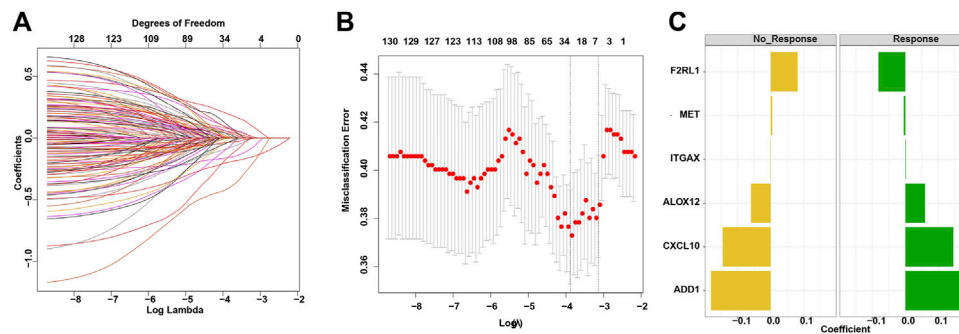 A
Degrees of Freedom
128 123 109 89 34 4 0
0.5
0.0
−0.5
−1.0
Coefficients
−8 −7 −6 −5 −4 −3 −2
Log Lambda
B
130 129 127 123 113 108 98 85 65 34 18 7 3 1
0.44
0.42
0.40
0.38
0.36
Misclassification Error
−8 −7 −6 −5 −4 −3 −2
C
No_Response Response
F2RL1
MET
ITGAX
ALOX12
CXCL10
ADD1
−0.1 0.0 0.1 −0.1 0.0 0.1
Coefficient